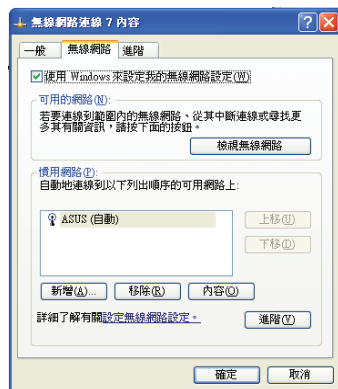 無線網路連線 7 內容
一般 無線網路 進階
使用 Windows 來設定我的無線網路設定(W)
可用的網路(N):
若要連線到範圍內的無線網路、從其中斷連線或尋找更
多其有關資訊，請按下面的按鈕。
檢視無線網路
慣用網路(P):
自動地連線到以下列出順序的可用網路上:
ASUS (自動)
上移(U)
下移(D)
新增(A)... 移除(R) 內容(O)
詳細了解有關設定無線網路設定。
進階(V)
確定 取消